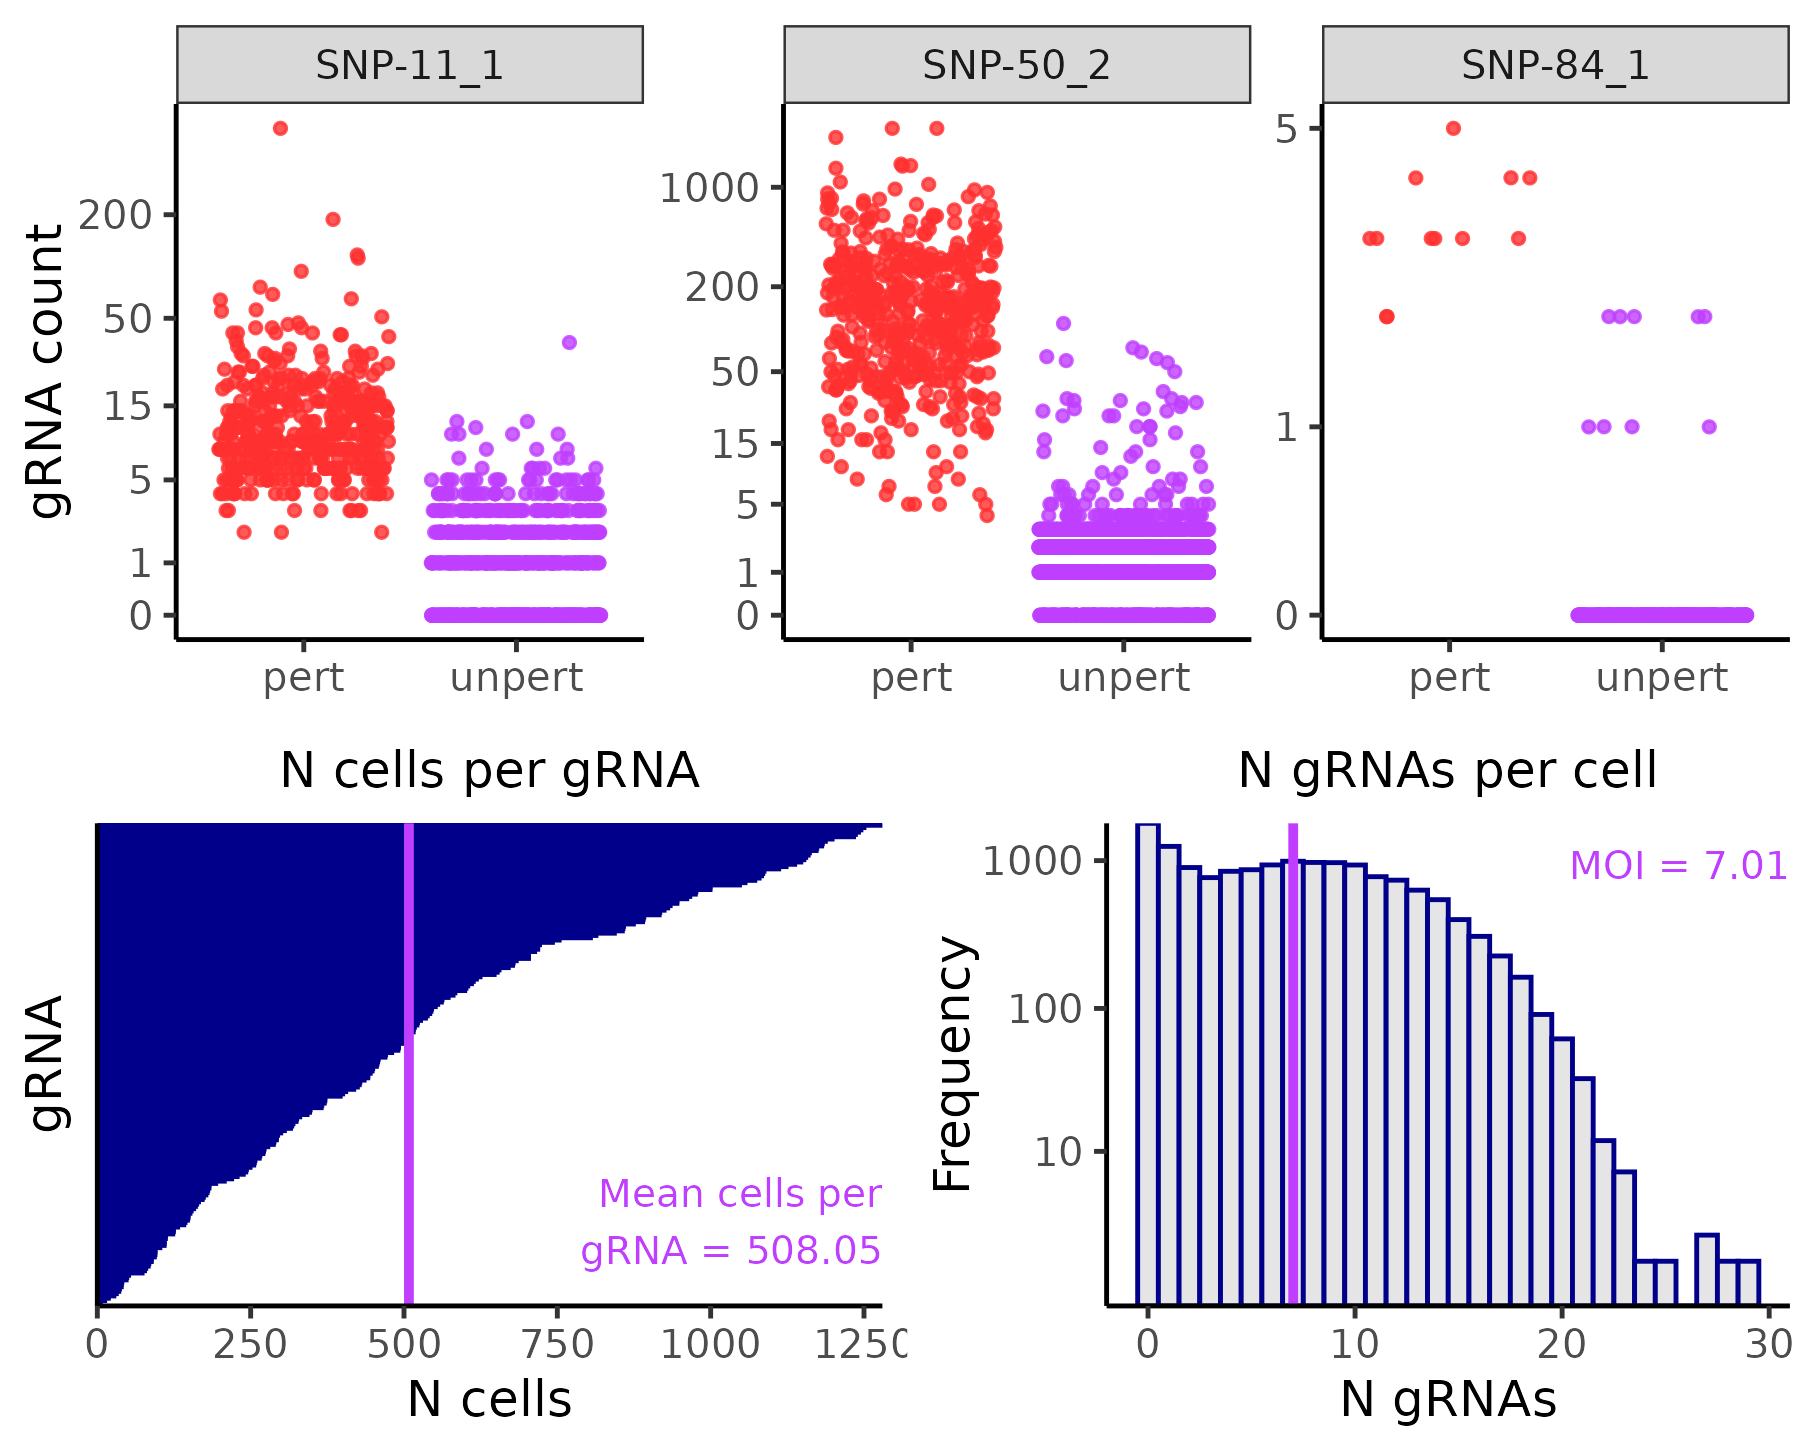 SNP-11_1
SNP-50_2
SNP-84_1
gRNA count
200
50
15
5
1
0
pert
unpert
1000
200
50
15
5
1
0
pert
unpert
5
1
0
pert
unpert
N cells per gRNA
gRNA
Mean cells per
gRNA = 508.05
0
250
500
750
1000
1250
N cells
N gRNAs per cell
Frequency
1000
100
10
MOI = 7.01
0
10
20
30
N gRNAs